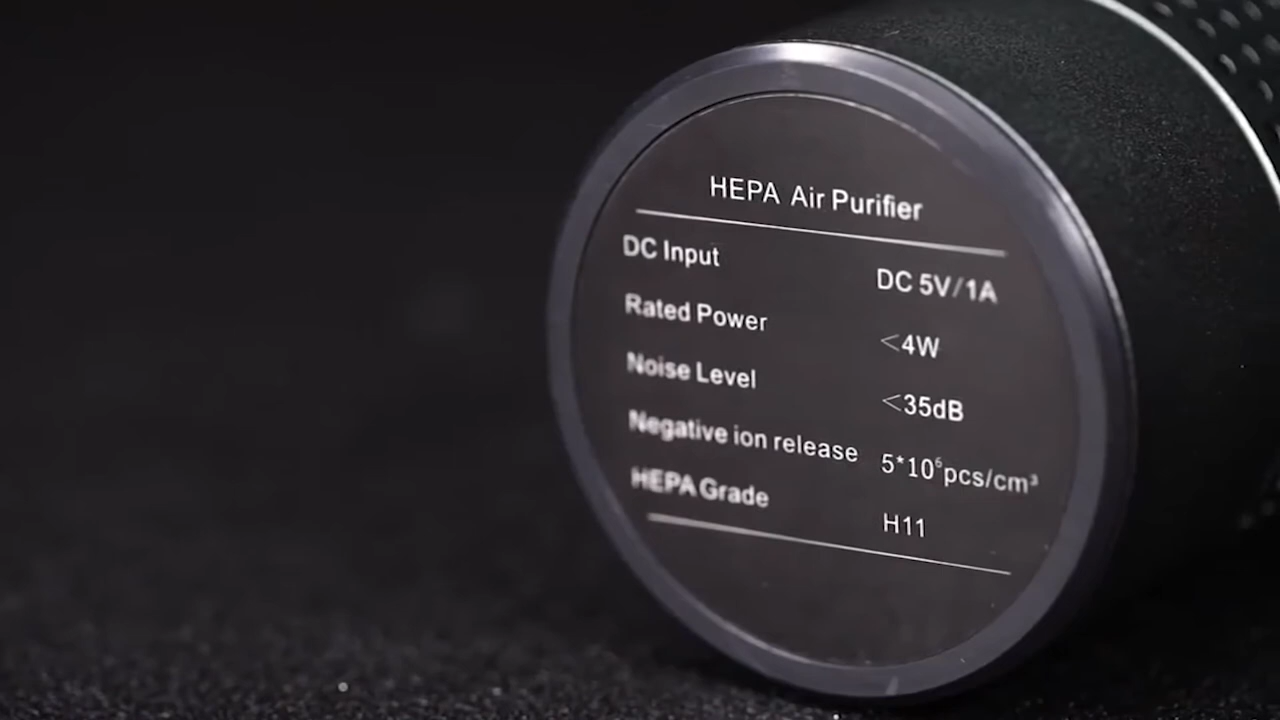 HEPA Air Purifier
DC Input DC 5V/1A
Rated Power <4W
Noise Level <35dB
Negative ion release 5*10⁶pcs/cm³
HEPA Grade H11